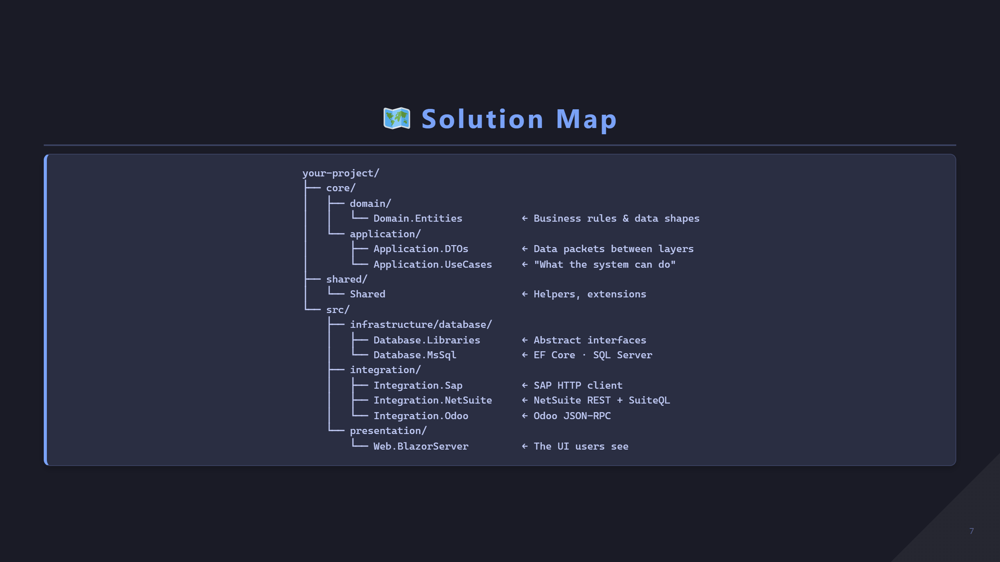 🗺️ Solution Map
your-project/
├── core/
│   ├── domain/
│   │   └── Domain.Entities          ← Business rules & data shapes
│   └── application/
│       ├── Application.DTOs         ← Data packets between layers
│       └── Application.UseCases     ← "What the system can do"
├── shared/
│   └── Shared                       ← Helpers, extensions
└── src/
    ├── infrastructure/database/
    │   ├── Database.Libraries       ← Abstract interfaces
    │   └── Database.MsSql           ← EF Core · SQL Server
    ├── integration/
    │   ├── Integration.Sap          ← SAP HTTP client
    │   ├── Integration.NetSuite     ← NetSuite REST + SuiteQL
    │   └── Integration.Odoo         ← Odoo JSON-RPC
    └── presentation/
        └── Web.BlazorServer         ← The UI users see
7